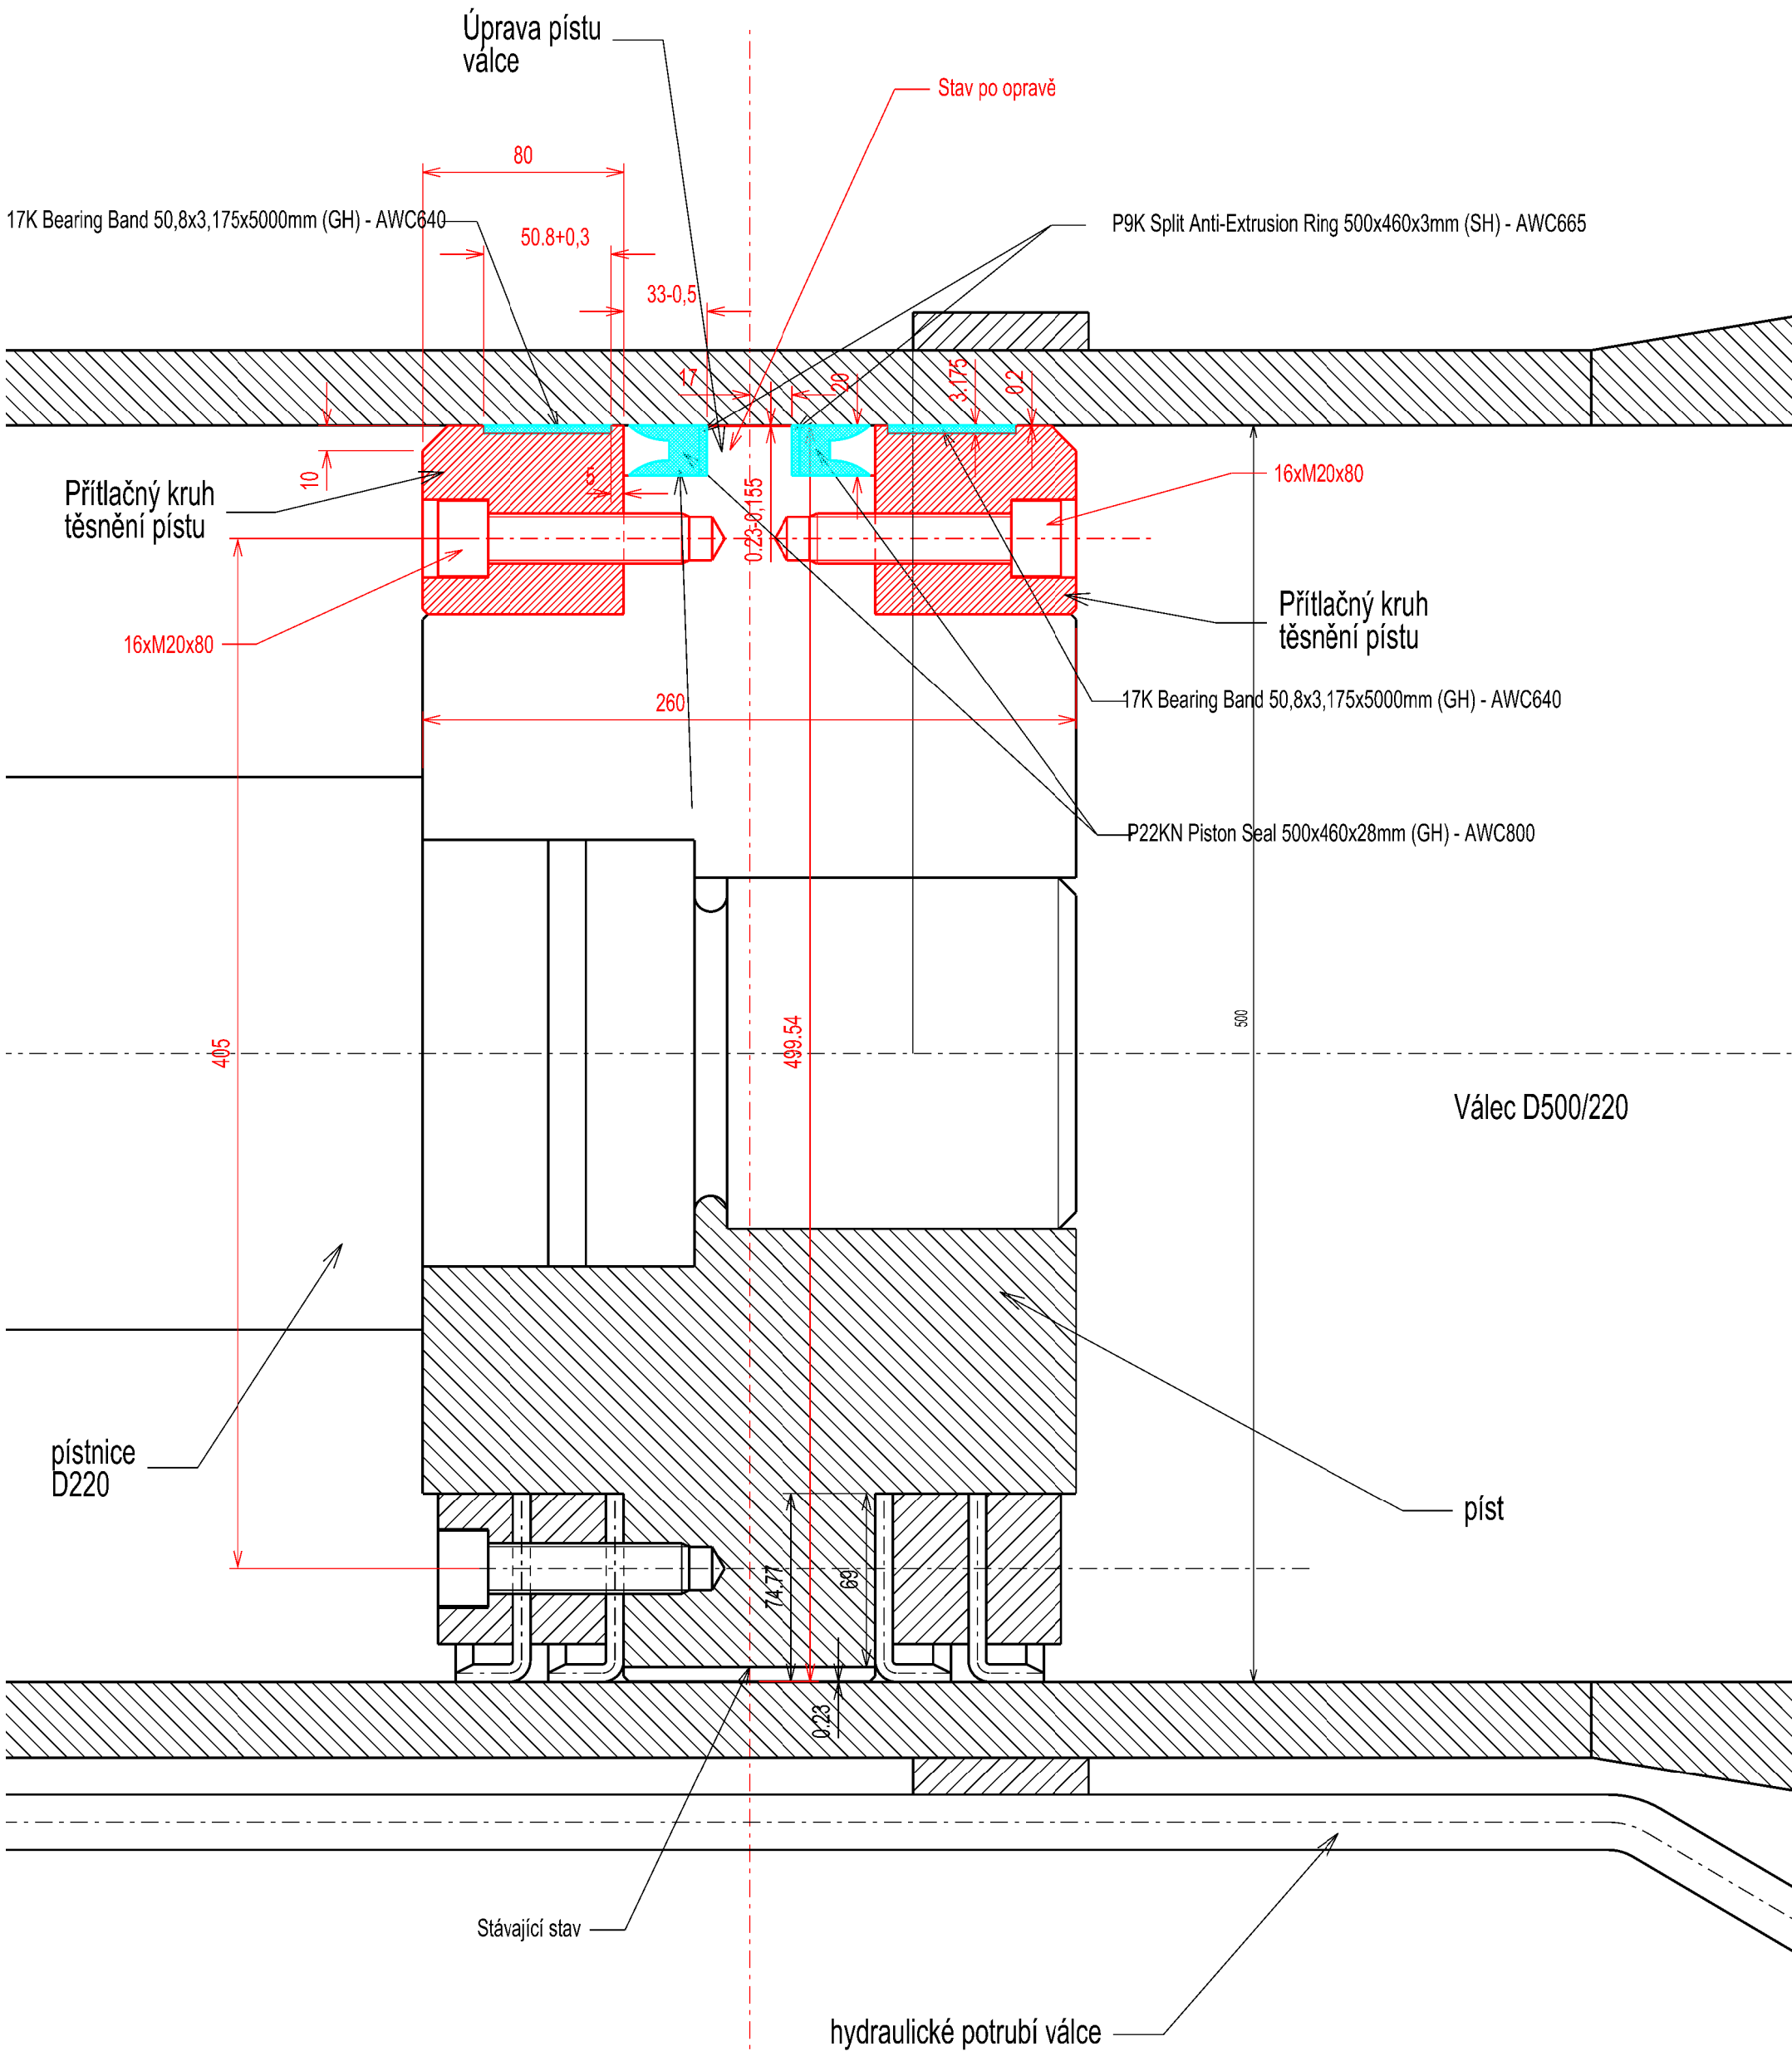 Úprava pístu
válce
Stav po opravě
80
17K Bearing Band 50,8x3,175x5000mm (GH) - AWC640
P9K Split Anti-Extrusion Ring 500x460x3mm (SH) - AWC665
50.8+0,3
33-0,5
17
20
3.175
0.2
10
5
0.23-0,155
16xM20x80
Přítlačný kruh
těsnění pístu
Přítlačný kruh
těsnění pístu
16xM20x80
260
17K Bearing Band 50,8x3,175x5000mm (GH) - AWC640
P22KN Piston Seal 500x460x28mm (GH) - AWC800
405
499.54
500
Válec D500/220
pístnice
D220
píst
74,77
69
0.23
Stávající stav
hydraulické potrubí válce